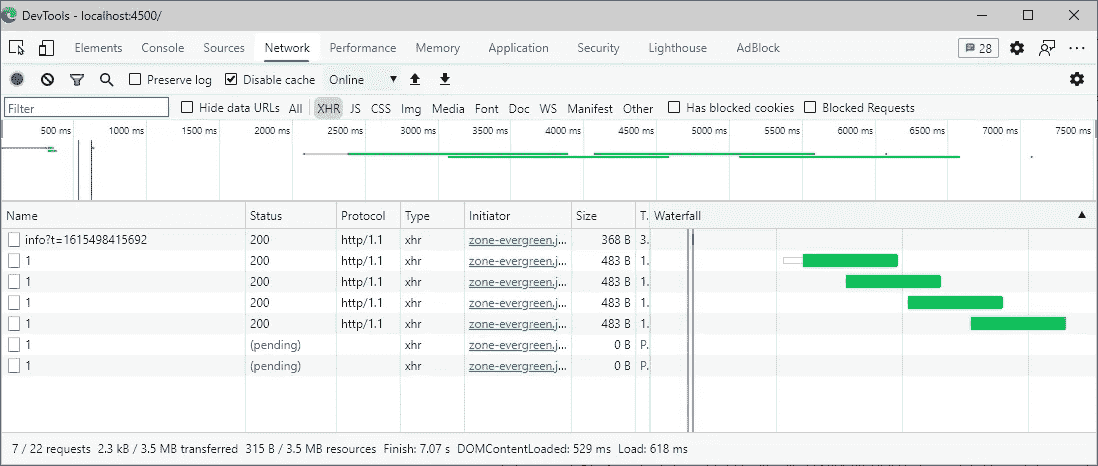 DevTools - localhost:4500/
Elements Console Sources Network Performance Memory Application Security Lighthouse AdBlock 28
Preserve log Disable cache Online
Filter Hide data URLs All XHR JS CSS Img Media Font Doc WS Manifest Other Has blocked cookies Blocked Requests
500 ms 1000 ms 1500 ms 2000 ms 2500 ms 3000 ms 3500 ms 4000 ms 4500 ms 5000 ms 5500 ms 6000 ms 6500 ms 7000 ms 7500 ms
Name Status Protocol Type Initiator Size T. Waterfall
info?t=1615498415692 200 http/1.1 xhr zone-evergreen.j... 368 B 3.
1 200 http/1.1 xhr zone-evergreen.j... 483 B 1.
1 200 http/1.1 xhr zone-evergreen.j... 483 B 1.
1 200 http/1.1 xhr zone-evergreen.j... 483 B 1.
1 200 http/1.1 xhr zone-evergreen.j... 483 B 1.
1 (pending) xhr zone-evergreen.j... 0 B P.
1 (pending) xhr zone-evergreen.j... 0 B P.
7 / 22 requests 2.3 kB / 3.5 MB transferred 315 B / 3.5 MB resources Finish: 7.07 s DOMContentLoaded: 529 ms Load: 618 ms